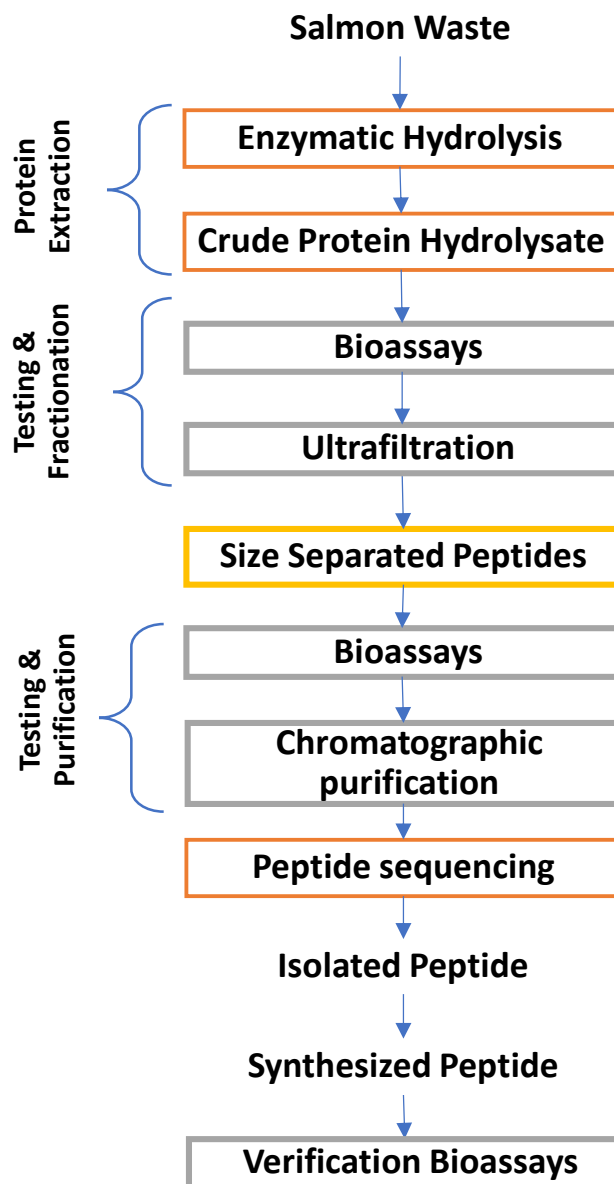 Salmon Waste
Protein
Extraction
Enzymatic Hydrolysis
Crude Protein Hydrolysate
Testing &
Fractionation
Bioassays
Ultrafiltration
Size Separated Peptides
Testing &
Purification
Bioassays
Chromatographic
purification
Peptide sequencing
Isolated Peptide
Synthesized Peptide
Verification Bioassays